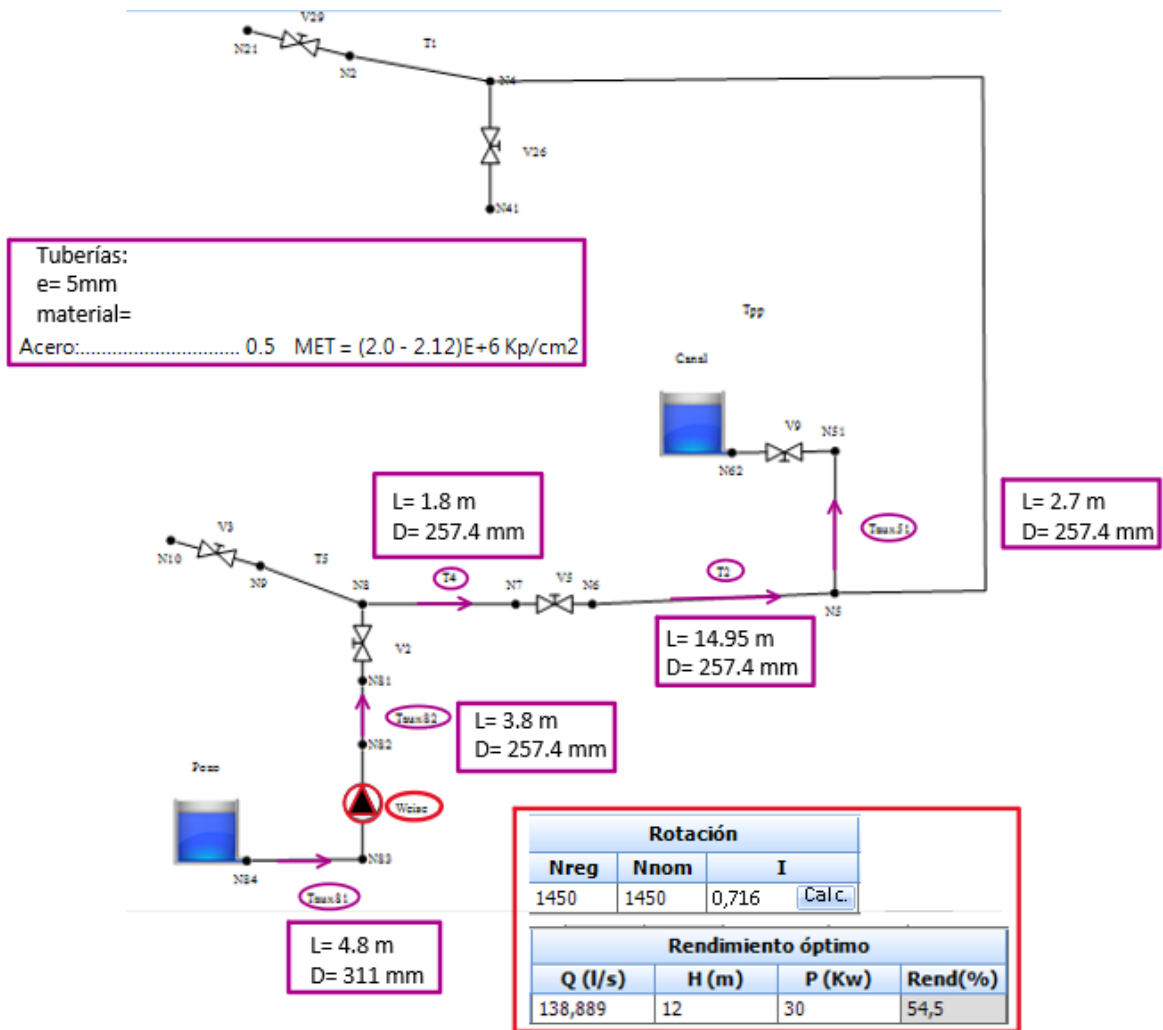 V29
N21
T1
N2
N4
V26
N41
Tuberías:
e= 5mm
material=
Acero:............................. 0.5 MET = (2.0 - 2.12)E+6 Kp/cm2
Tpp
Canal
V9
N51
N62
L= 1.8 m
D= 257.4 mm
L= 2.7 m
D= 257.4 mm
Taux51
V3
N10
T5
N9
N8
T4
N7
V5
N6
T2
N5
L= 14.95 m
D= 257.4 mm
V2
N81
Taux82
L= 3.8 m
D= 257.4 mm
N82
Pozo
Weise
N83
N84
Taux81
L= 4.8 m
D= 311 mm
Rotación
Nreg Nnom I
1450 1450 0,716 Calc.
Rendimiento óptimo
Q (l/s) H (m) P (Kw) Rend(%)
138,889 12 30 54,5